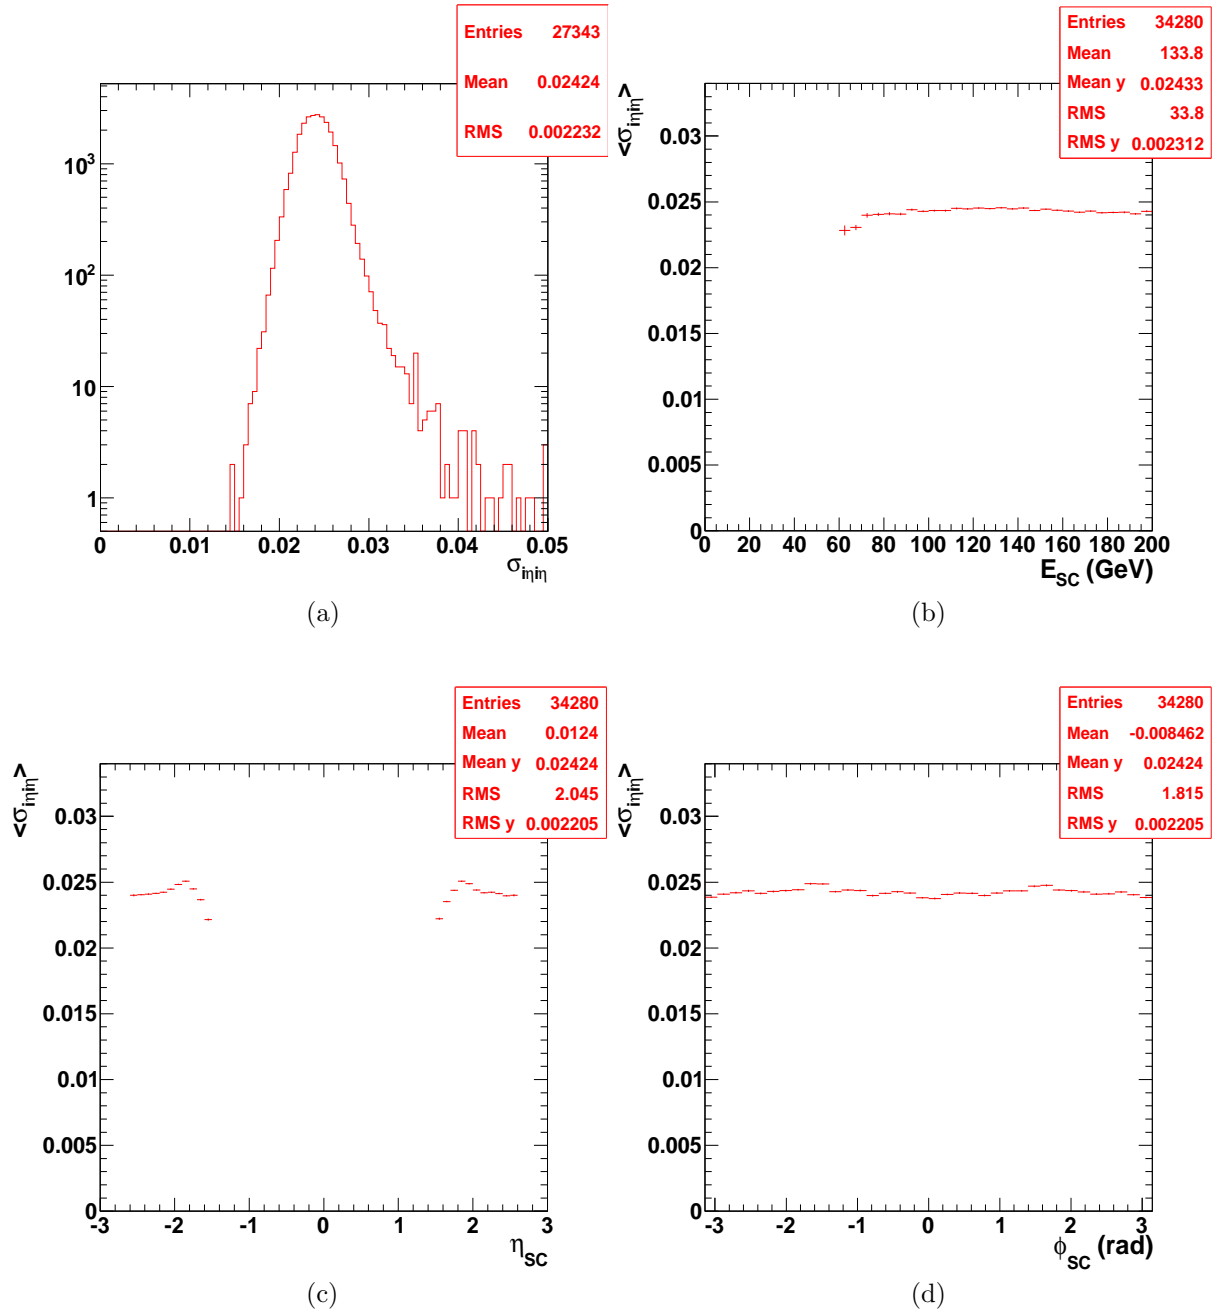 Entries 27343
Mean 0.02424
RMS 0.002232
10³
10²
10
1
0 0.01 0.02 0.03 0.04 0.05
σiηiη
(a)
Entries 34280
Mean 133.8
Mean y 0.02433
RMS 33.8
RMS y 0.002312
<σiηiη>
0.03
0.025
0.02
0.015
0.01
0.005
0
0 20 40 60 80 100 120 140 160 180 200
E_SC (GeV)
(b)
Entries 34280
Mean 0.0124
Mean y 0.02424
RMS 2.045
RMS y 0.002205
<σiηiη>
0.03
0.025
0.02
0.015
0.01
0.005
0
-3 -2 -1 0 1 2 3
η_SC
(c)
Entries 34280
Mean -0.008462
Mean y 0.02424
RMS 1.815
RMS y 0.002205
<σiηiη>
0.03
0.025
0.02
0.015
0.01
0.005
0
-3 -2 -1 0 1 2 3
ϕ_SC (rad)
(d)